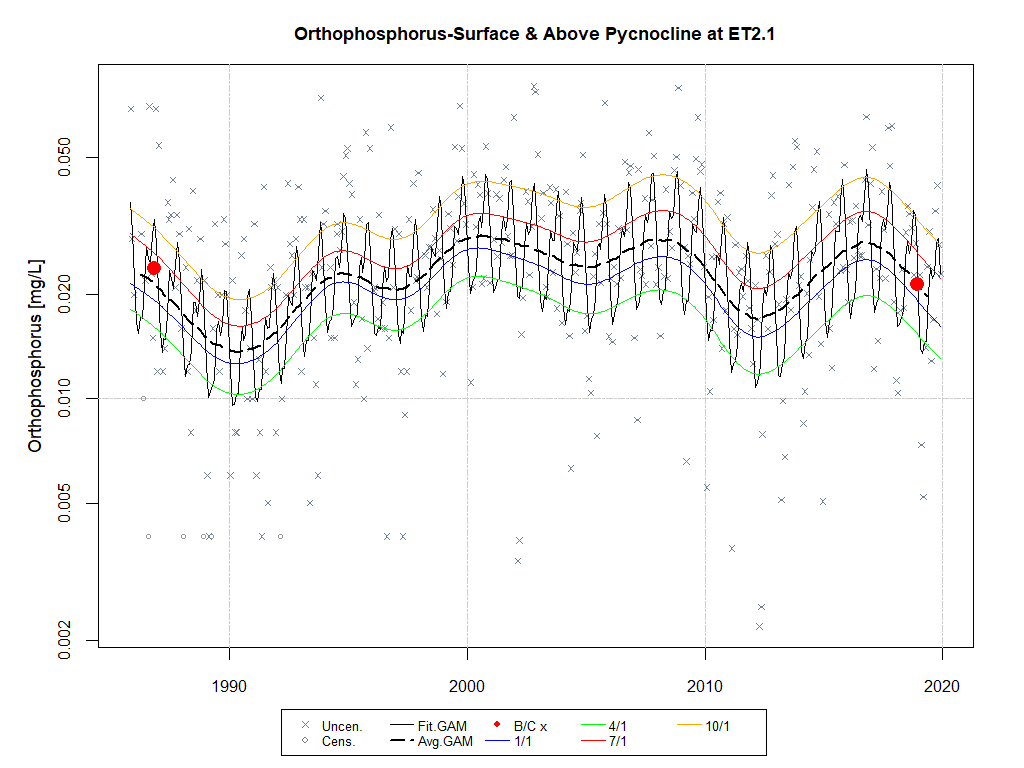 Orthophosphorus-Surface & Above Pycnocline at ET2.1
Orthophosphorus [mg/L]
0.050
0.020
0.010
0.005
0.002
1990 2000 2010 2020
Uncen. Fit.GAM B/C x 4/1 10/1
Cens. Avg.GAM 1/1 7/1